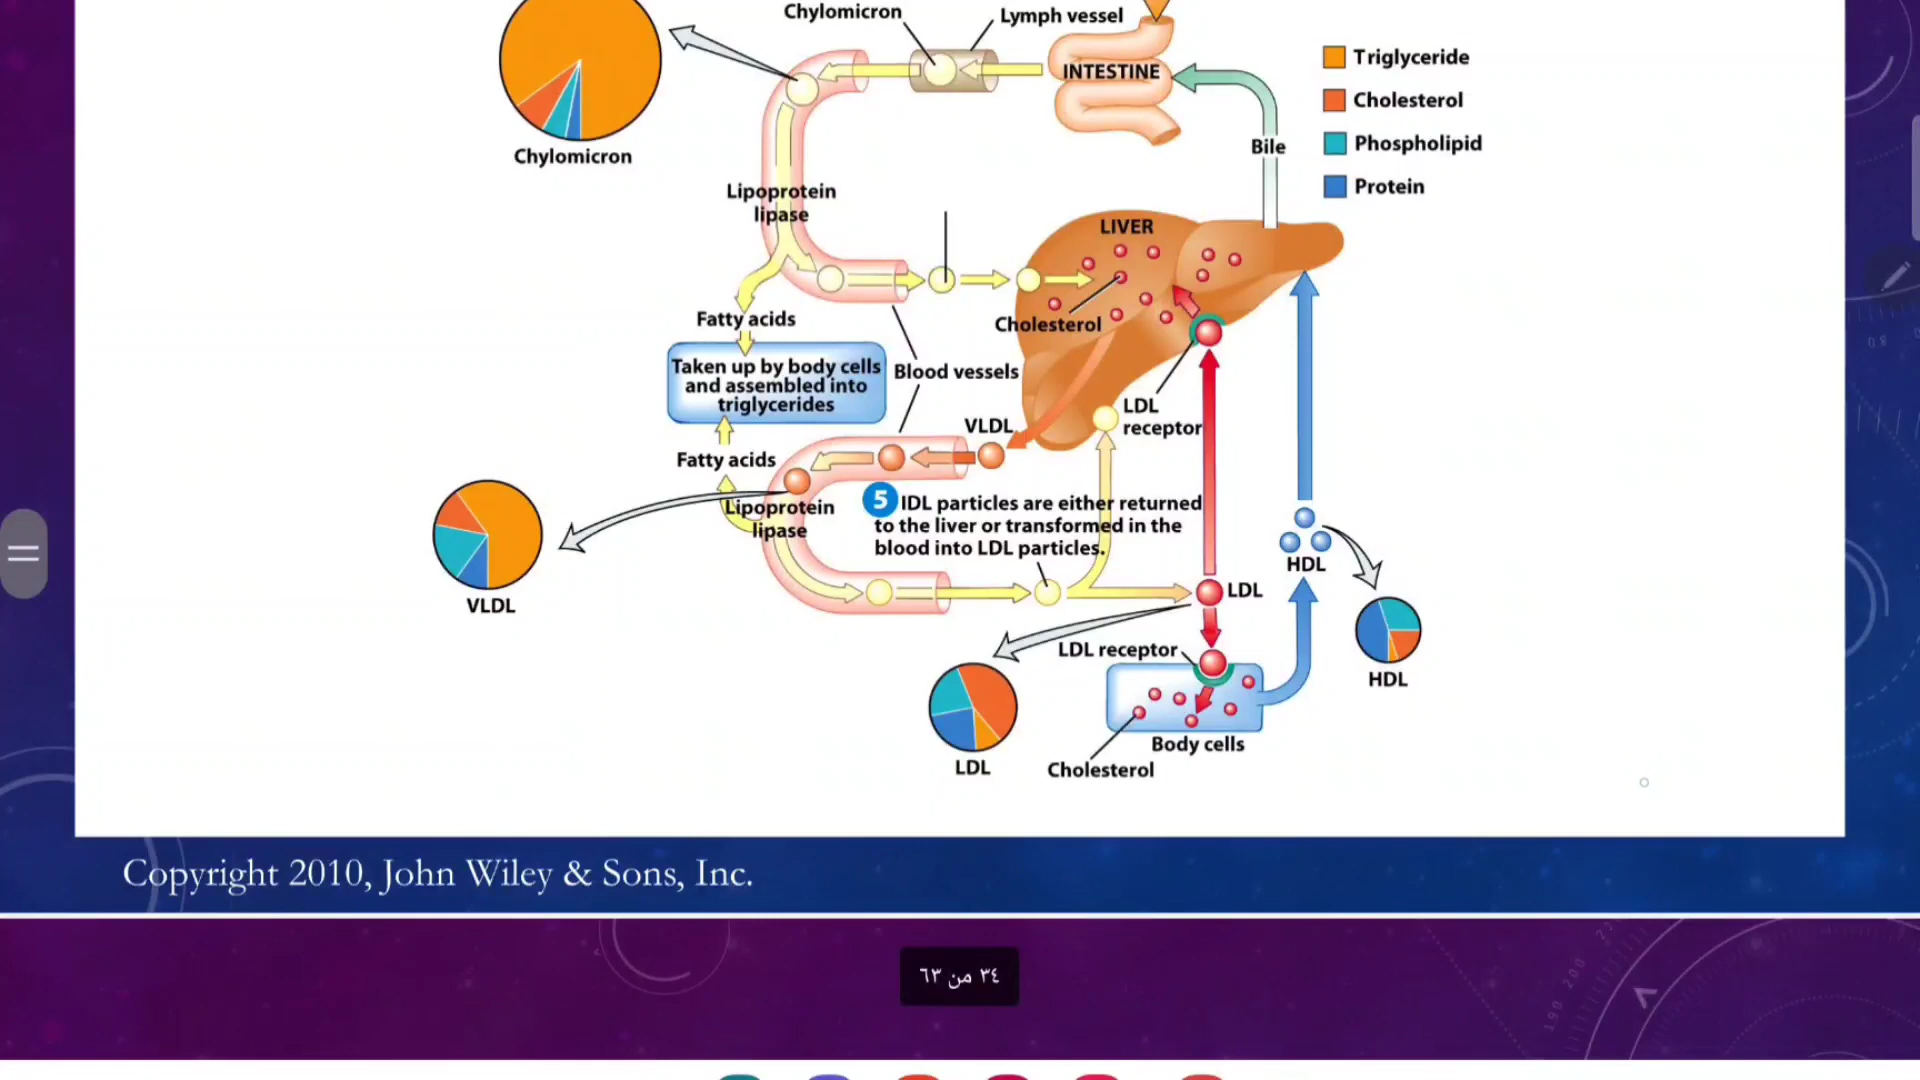 Chylomicron
Lymph vessel
INTESTINE
Triglyceride
Cholesterol
Phospholipid
Protein
Chylomicron
Bile
Lipoprotein
lipase
LIVER
Fatty acids
Cholesterol
Taken up by body cells
and assembled into
triglycerides
Blood vessels
LDL
receptor
VLDL
Fatty acids
Lipoprotein
lipase
5 IDL particles are either returned
to the liver or transformed in the
blood into LDL particles.
VLDL
HDL
LDL
LDL receptor
HDL
LDL
Body cells
Cholesterol
Copyright 2010, John Wiley & Sons, Inc.
٣٤ من ٦٣